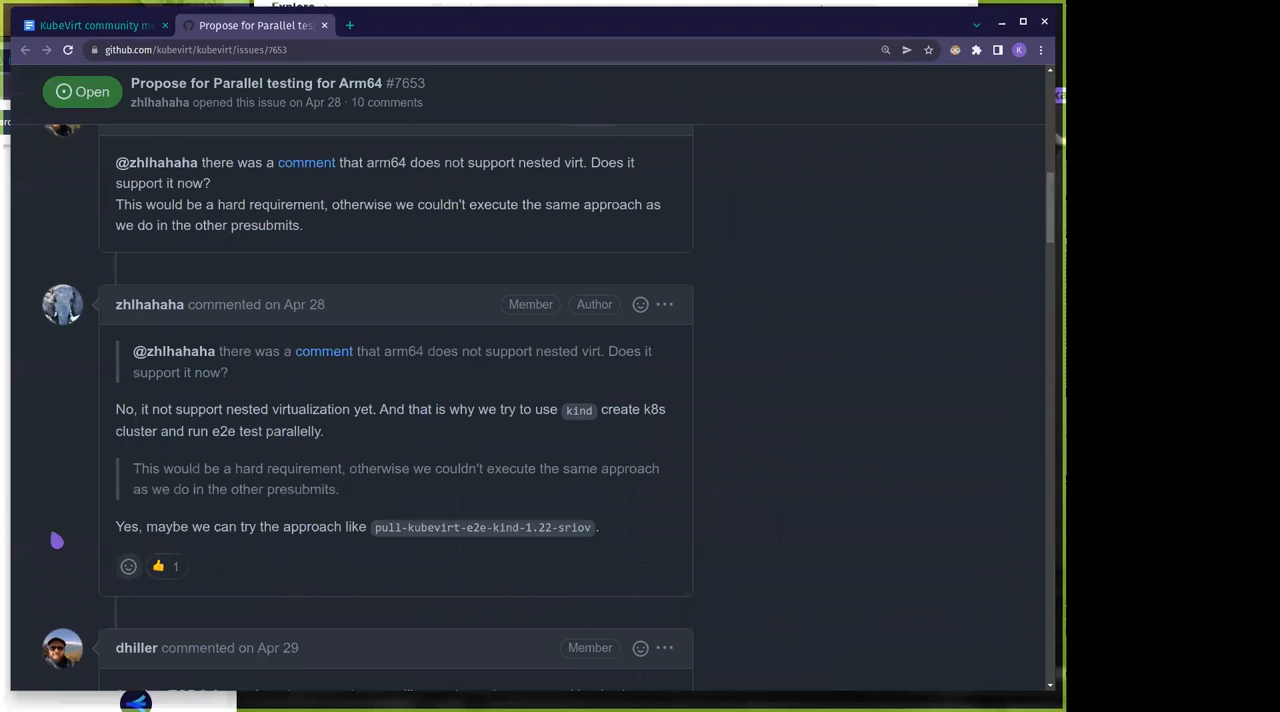 Explore
KubeVirt community m
Propose for Parallel tes
github.com/kubevirt/kubevirt/issues/7653
K
Open
Propose for Parallel testing for Arm64 #7653
zhlhahaha opened this issue on Apr 28 · 10 comments
@zhlhahaha there was a comment that arm64 does not support nested virt. Does it
support it now?
This would be a hard requirement, otherwise we couldn't execute the same approach as
we do in the other presubmits.
zhlhahaha commented on Apr 28
Member
Author
@zhlhahaha there was a comment that arm64 does not support nested virt. Does it
support it now?
No, it not support nested virtualization yet. And that is why we try to use kind create k8s
cluster and run e2e test parallelly.
This would be a hard requirement, otherwise we couldn't execute the same approach
as we do in the other presubmits.
Yes, maybe we can try the approach like pull-kubevirt-e2e-kind-1.22-sriov.
1
dhiller commented on Apr 29
Member